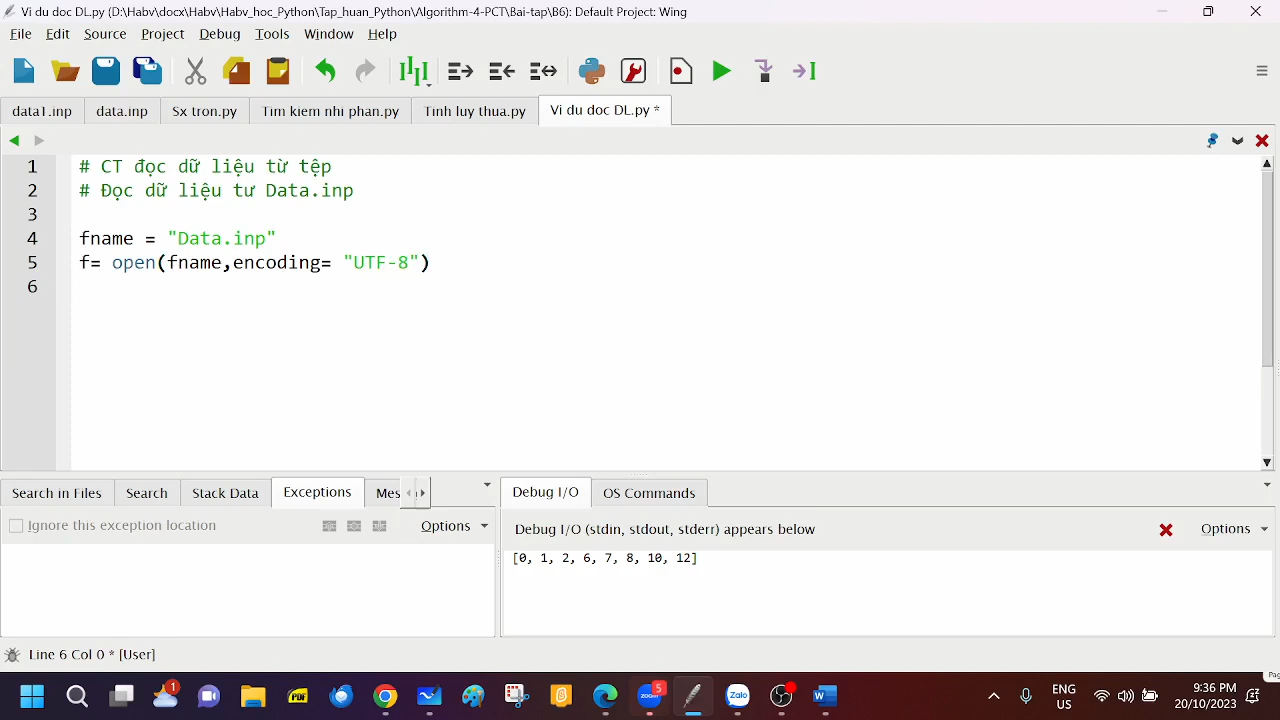 Vi du doc DL.py (D:\Habv\docx\Habv\Habv_hoc_Python\Tap_huan_Python\Algorithm-4-PCT\Bai-tap\B6): Default Project: Wing
File Edit Source Project Debug Tools Window Help
data1.inp data.inp Sx tron.py Tim kiem nhi phan.py Tinh luy thua.py Vi du doc DL.py *
1 # CT đọc dữ liệu từ tệp
2 # Đọc dữ liệu tư Data.inp
3
4 fname = "Data.inp"
5 f= open(fname,encoding= "UTF-8")
6
Search in Files Search Stack Data Exceptions Mes Debug I/O OS Commands
Ignore this exception location Options Debug I/O (stdin, stdout, stderr) appears below Options
[0, 1, 2, 6, 7, 8, 10, 12]
Line 6 Col 0 * [User]
1 PDF zoom 5 Zalo ENG 9:36 PM
US 20/10/2023
Pag